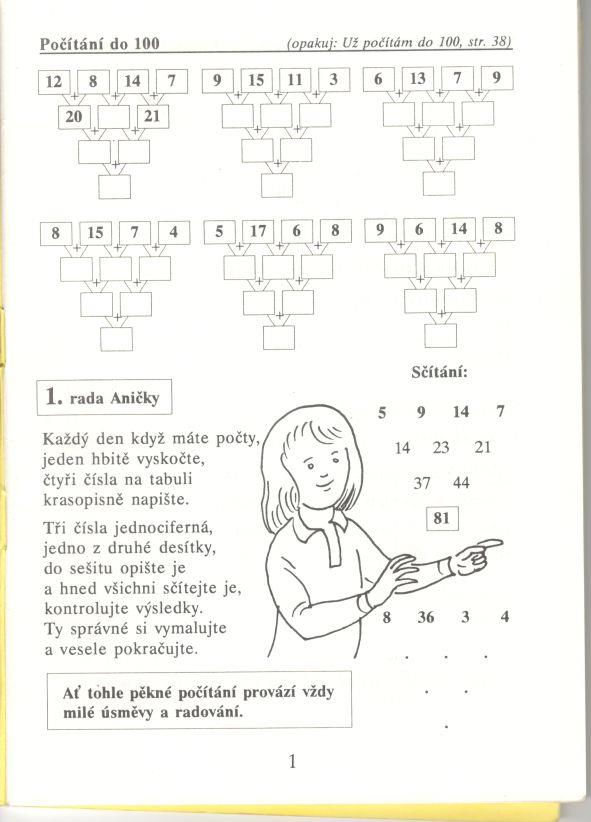 Počítání do 100 (opakuj: Už počítám do 100, str. 38)
12 8 14 7 9 15 11 3 6 13 7 9
+ + + + + + + + +
20 21
+ + + + + +
+ + +
8 15 7 4 5 17 6 8 9 6 14 8
+ + + + + + + + +
+ + + + + +
+ + +
1. rada Aničky
Každý den když máte počty,
jeden hbitě vyskočte,
čtyři čísla na tabuli
krasopisně napište.
Tři čísla jednociferná,
jedno z druhé desítky,
do sešitu opište je
a hned všichni sčítejte je,
kontrolujte výsledky.
Ty správné si vymalujte
a vesele pokračujte.
Sčítání:
5 9 14 7
14 23 21
37 44
81
8 36 3 4
. . .
. .
.
Ať tohle pěkné počítání provází vždy
milé úsměvy a radování.
1